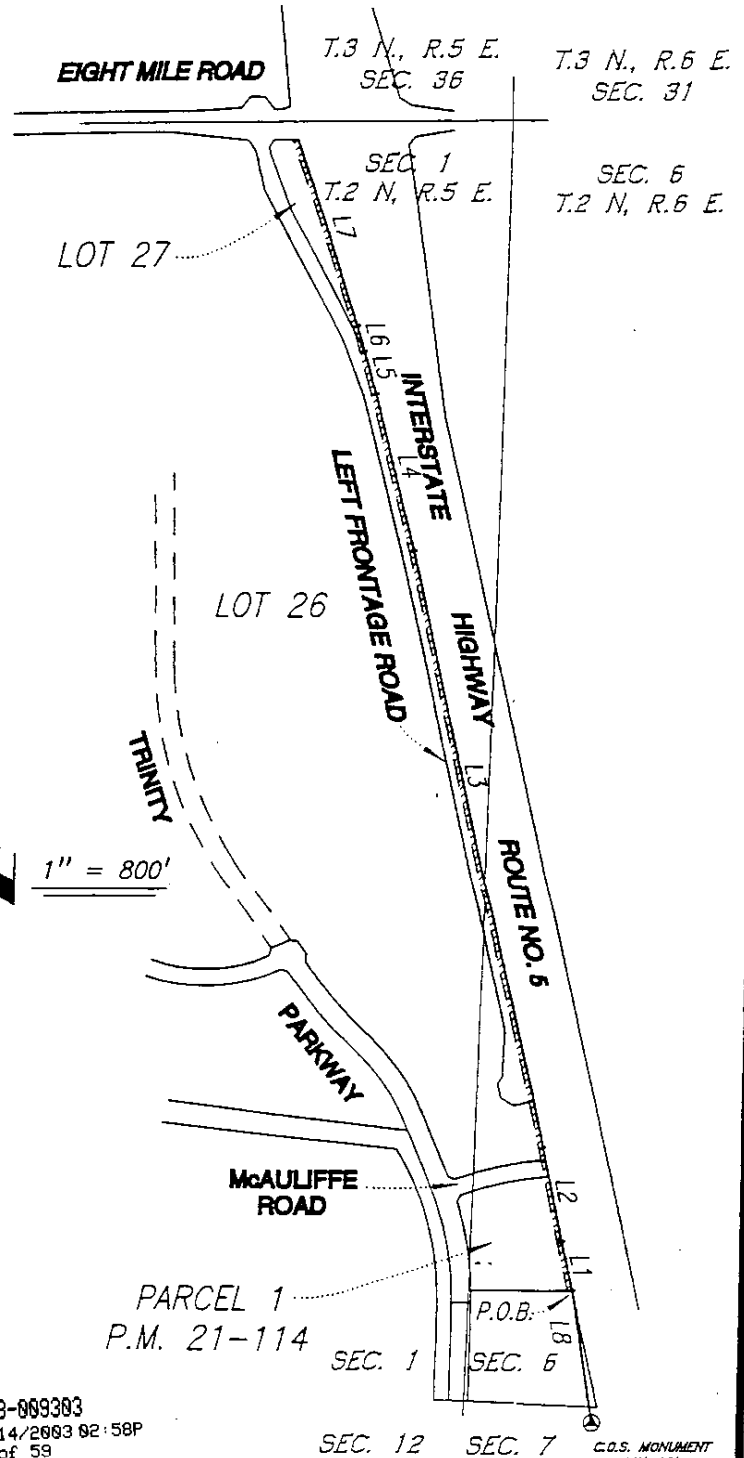 T.3 N., R.5 E.
SEC. 36
T.3 N., R.6 E.
SEC. 31
EIGHT MILE ROAD
SEC. 1
T.2 N, R.5 E.
SEC. 6
T.2 N, R.6 E.
LOT 27
L7
L6
L5
INTERSTATE
L4
LEFT FRONTAGE ROAD
LOT 26
HIGHWAY
TRINITY
L3
1" = 800'
ROUTE NO. 5
PARKWAY
McAULIFFE
ROAD
L2
L1
PARCEL 1
P.M. 21-114
P.O.B.
L8
SEC. 1
SEC. 6
3-009303
14/2003 02:58P
of 59
SEC. 12
SEC. 7
C.O.S. MONUMENT